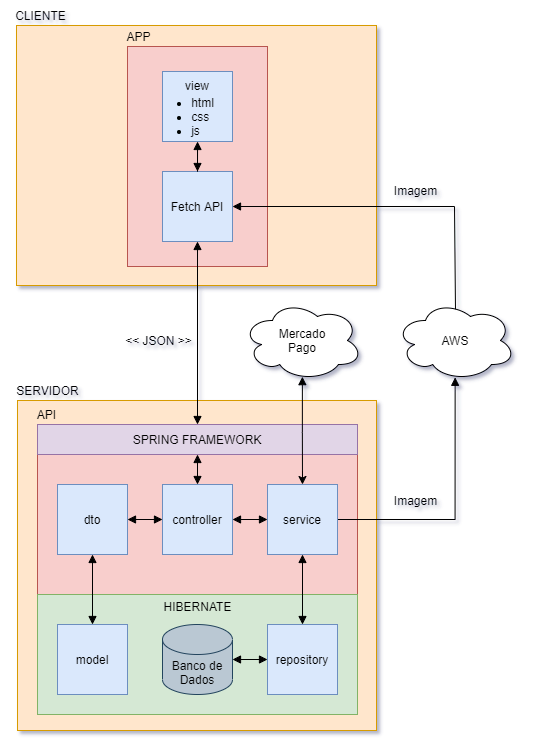 CLIENTE
APP
view
html
css
js
Fetch API
Imagem
<< JSON >>
Mercado
Pago
AWS
SERVIDOR
API
SPRING FRAMEWORK
dto
controller
service
Imagem
HIBERNATE
model
Banco de
Dados
repository